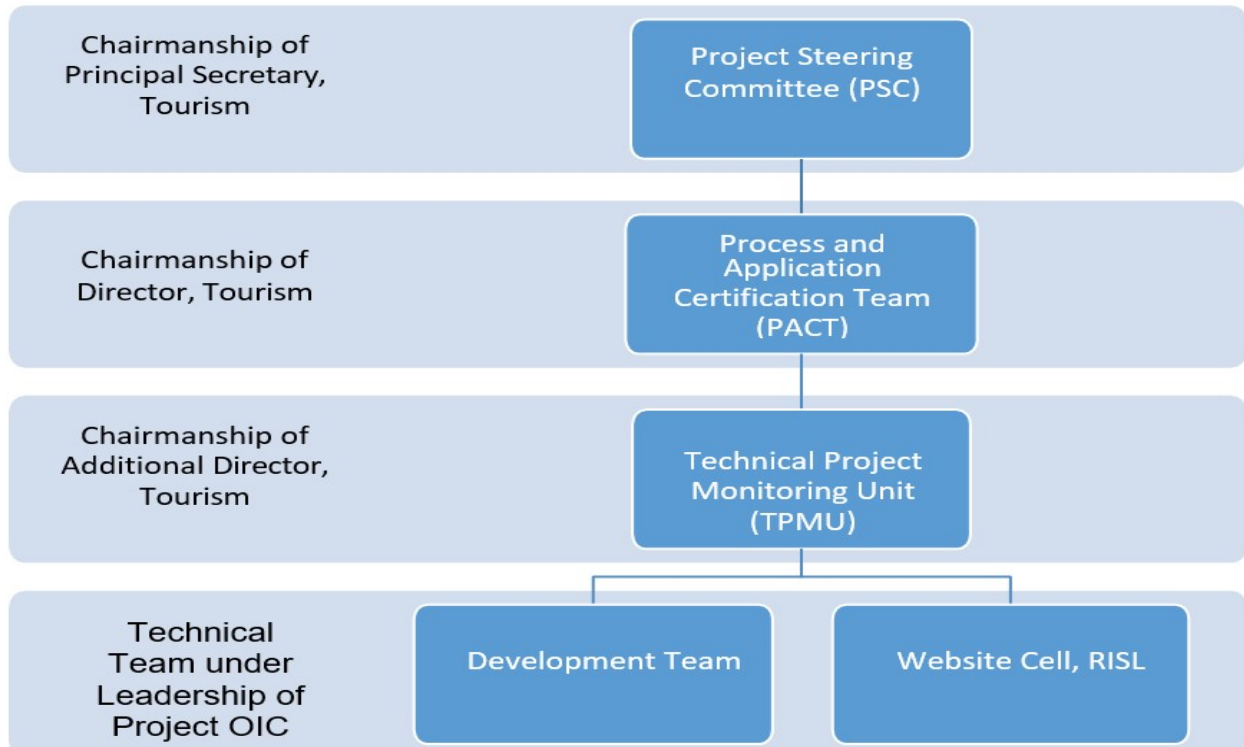 Chairmanship of
Principal Secretary,
Tourism
Project Steering
Committee (PSC)
Chairmanship of
Director, Tourism
Process and
Application
Certification Team
(PACT)
Chairmanship of
Additional Director,
Tourism
Technical Project
Monitoring Unit
(TPMU)
Technical
Team under
Leadership of
Project OIC
Development Team
Website Cell, RISL